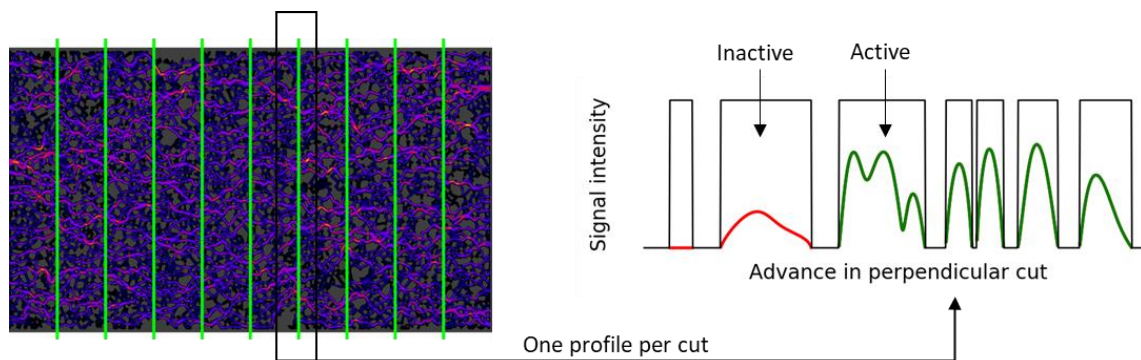 Inactive
Active
Signal intensity
Advance in perpendicular cut
One profile per cut